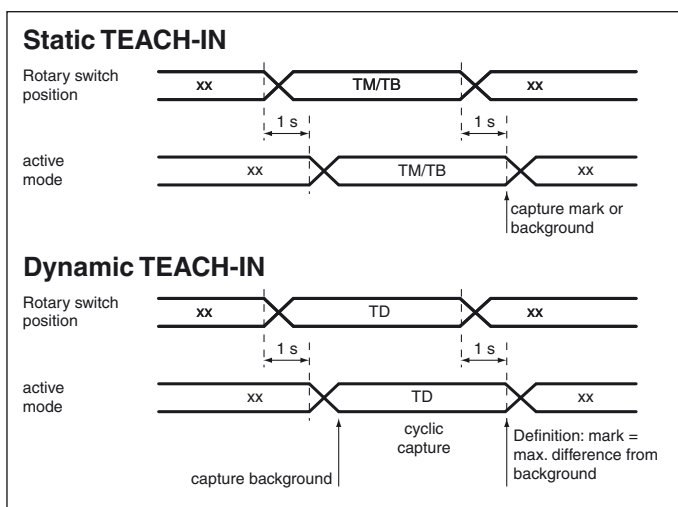 Static TEACH-IN
Rotary switch
position
xx TM/TB xx
1 s 1 s
active
mode
xx TM/TB xx
capture mark or
background
Dynamic TEACH-IN
Rotary switch
position
xx TD xx
1 s 1 s
active
mode
xx TD xx
cyclic
capture
Definition: mark =
max. difference from
background
capture background